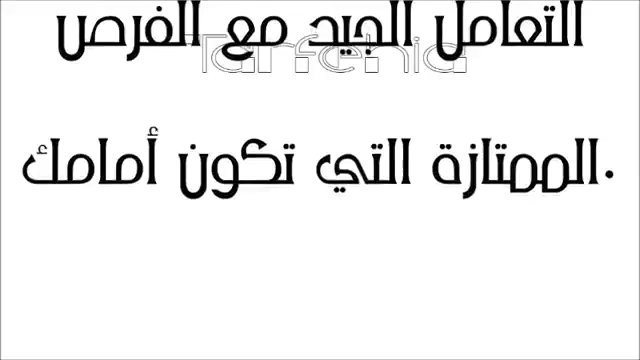 التعامل الجيد مع الفرص
Tarfehia
.الممتازة التي تكون أمامك